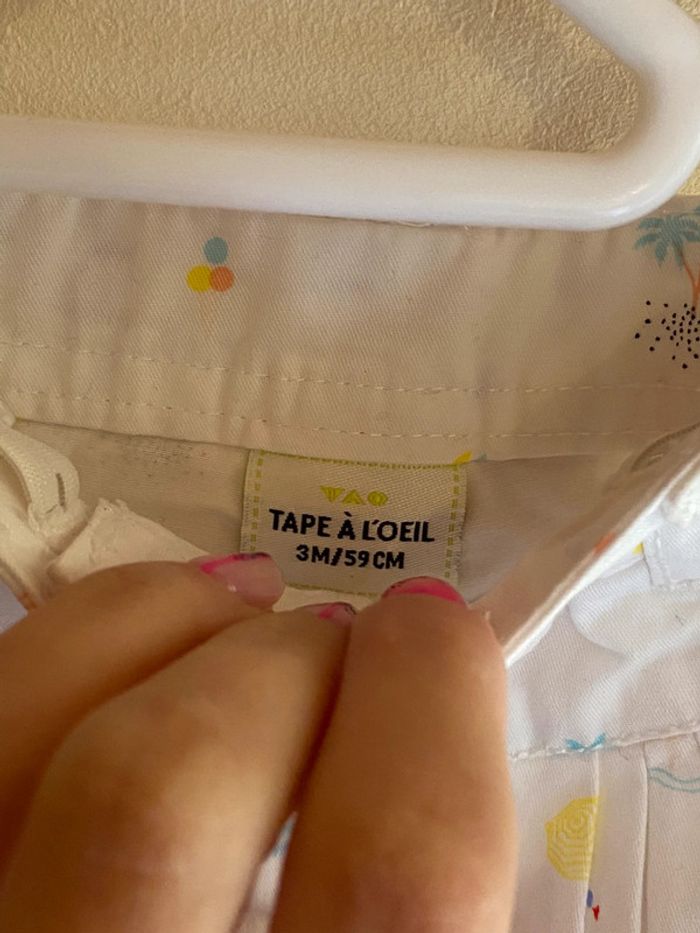 TAO
TAPE À L'OEIL
3M/59CM